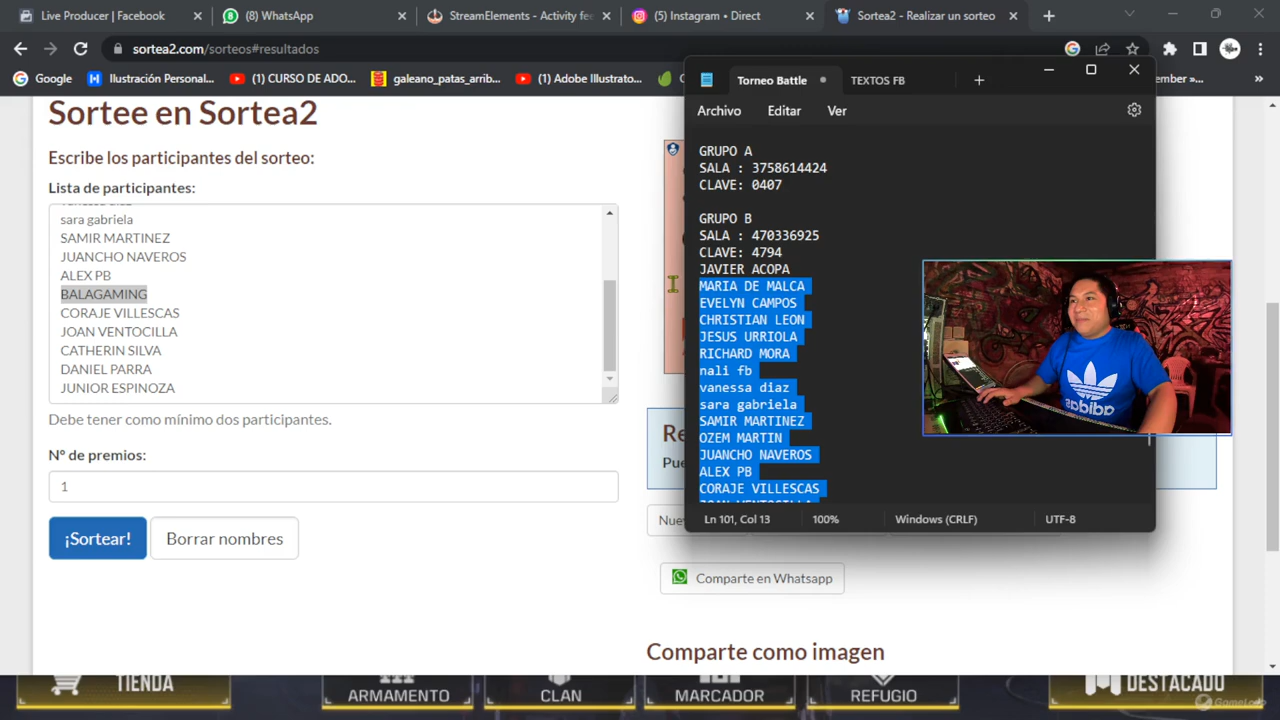 Live Producer | Facebook
(8) WhatsApp
StreamElements - Activity fee
(5) Instagram • Direct
Sortea2 - Realizar un sorteo
sortea2.com/sorteos#resultados
Google
Ilustración Personal...
(1) CURSO DE ADO...
galeano_patas_arrib...
(1) Adobe Illustrato...
ember »...
Sortee en Sortea2
Escribe los participantes del sorteo:
Lista de participantes:
sara gabriela
SAMIR MARTINEZ
JUANCHO NAVEROS
ALEX PB
BALAGAMING
CORAJE VILLESCAS
JOAN VENTOCILLA
CATHERIN SILVA
DANIEL PARRA
JUNIOR ESPINOZA
Debe tener como mínimo dos participantes.
N° de premios:
1
¡Sortear!
Borrar nombres
Torneo Battle
TEXTOS FB
Archivo
Editar
Ver
GRUPO A
SALA : 3758614424
CLAVE: 0407
GRUPO B
SALA : 470336925
CLAVE: 4794
JAVIER ACOPA
MARIA DE MALCA
EVELYN CAMPOS
CHRISTIAN LEON
JESUS URRIOLA
RICHARD MORA
nali fb
vanessa diaz
sara gabriela
SAMIR MARTINEZ
OZEM MARTIN
JUANCHO NAVEROS
ALEX PB
CORAJE VILLESCAS
Ln 101, Col 13
100%
Windows (CRLF)
UTF-8
adidas
Comparte en Whatsapp
Comparte como imagen
TIENDA
ARMAMENTO
CLAN
MARCADOR
REFUGIO
DESTACADO
GameLoop